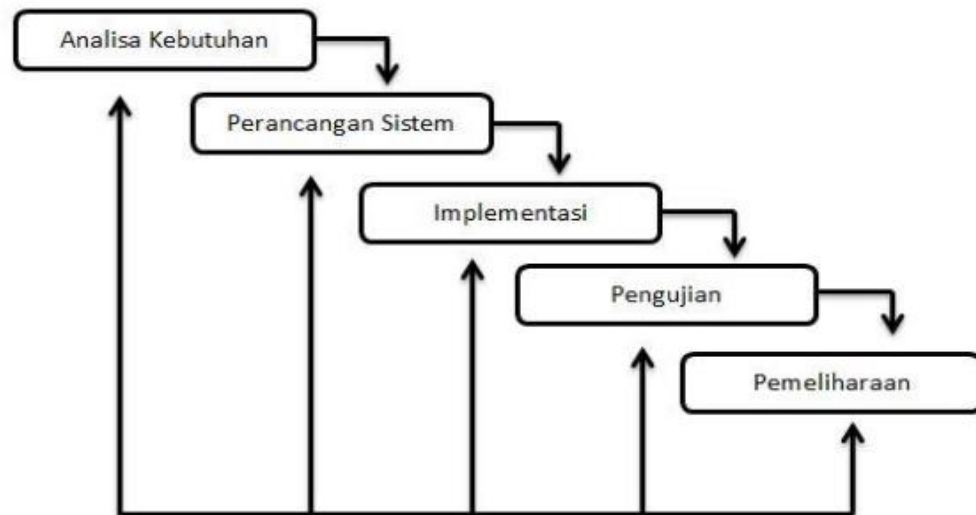 Analisa Kebutuhan
Perancangan Sistem
Implementasi
Pengujian
Pemeliharaan